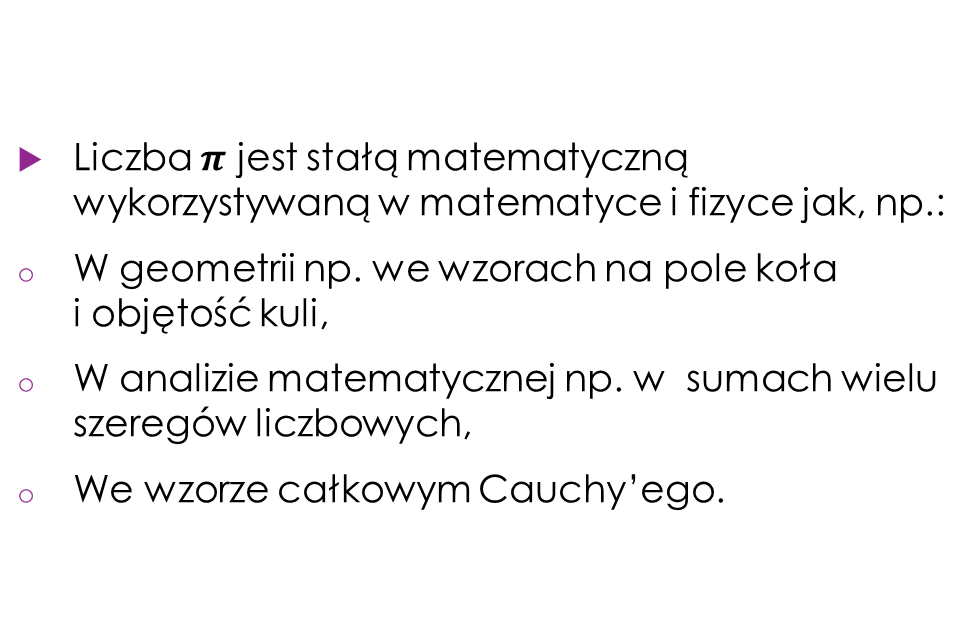 ▶ Liczba π jest stałą matematyczną
wykorzystywaną w matematyce i fizyce jak, np.:
o W geometrii np. we wzorach na pole koła
i objętość kuli,
o W analizie matematycznej np. w  sumach wielu
szeregów liczbowych,
o We wzorze całkowym Cauchy’ego.